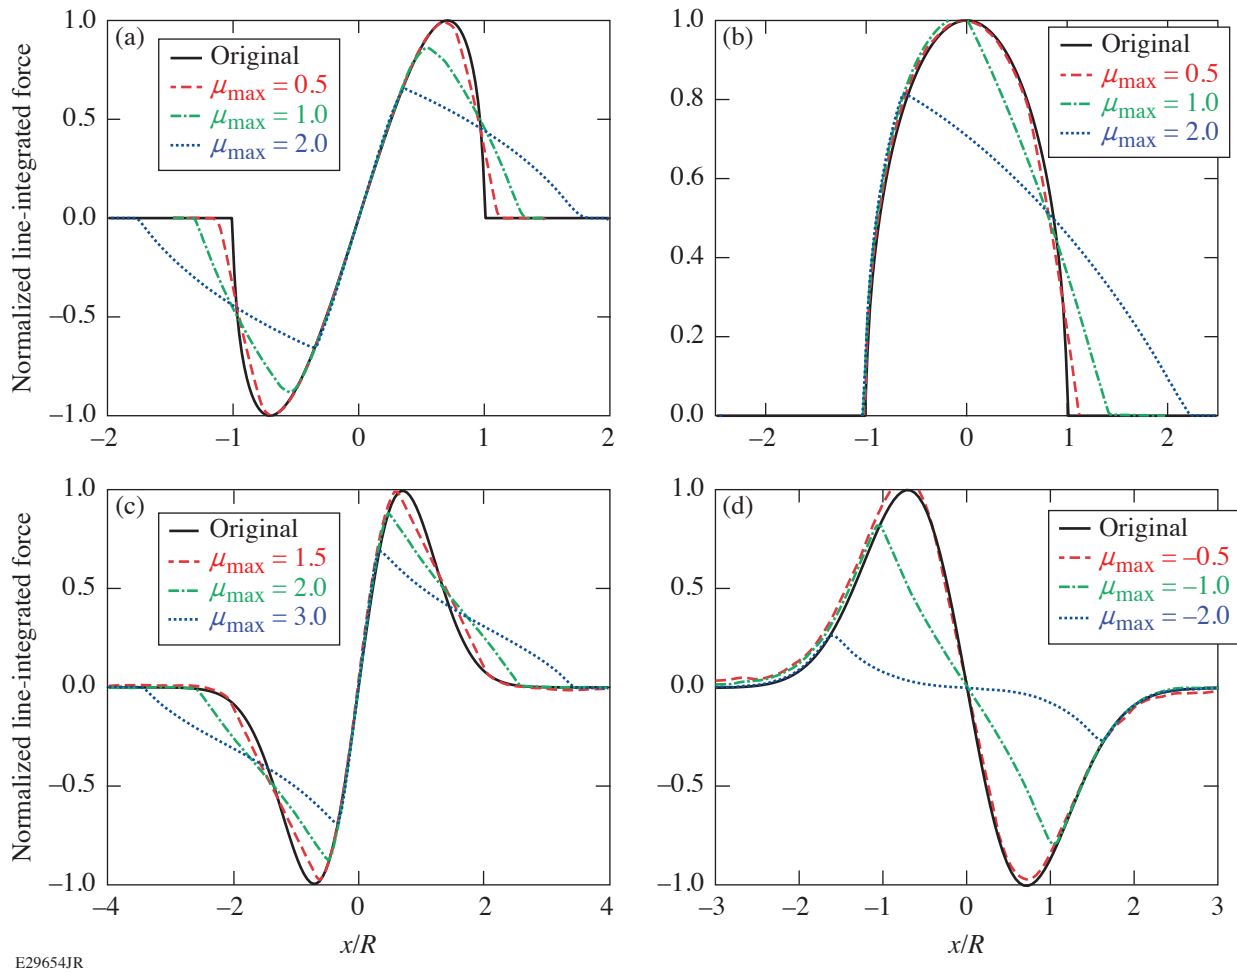 Normalized line-integrated force
(a)
Original
μmax = 0.5
μmax = 1.0
μmax = 2.0
1.0
0.5
0.0
−0.5
−1.0
−2
−1
0
1
2
(b)
Original
μmax = 0.5
μmax = 1.0
μmax = 2.0
1.0
0.8
0.6
0.4
0.2
0.0
−2
−1
0
1
2
Normalized line-integrated force
(c)
Original
μmax = 1.5
μmax = 2.0
μmax = 3.0
1.0
0.5
0.0
−0.5
−1.0
−4
−2
0
2
4
x/R
(d)
Original
μmax = −0.5
μmax = −1.0
μmax = −2.0
1.0
0.5
0.0
−0.5
−1.0
−3
−2
−1
0
1
2
3
x/R
E29654JR